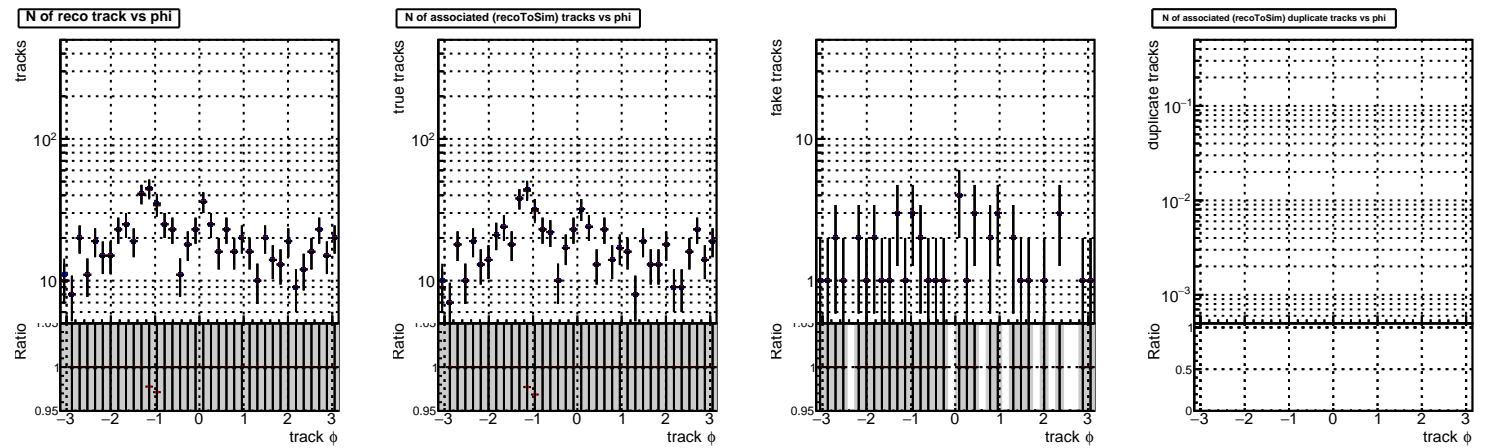 N of reco track vs phi
tracks
10²
10
Ratio
1.05
1
0.95
−3 −2 −1 0 1 2 3
track ϕ
N of associated (recoToSim) tracks vs phi
true tracks
10²
10
Ratio
1.05
1
0.95
−3 −2 −1 0 1 2 3
track ϕ
fake tracks
10
1
Ratio
1.05
1
0.95
−3 −2 −1 0 1 2 3
track ϕ
N of associated (recoToSim) duplicate tracks vs phi
duplicate tracks
10⁻¹
10⁻²
10⁻³
Ratio
1
0.5
0
−3 −2 −1 0 1 2 3
track ϕ